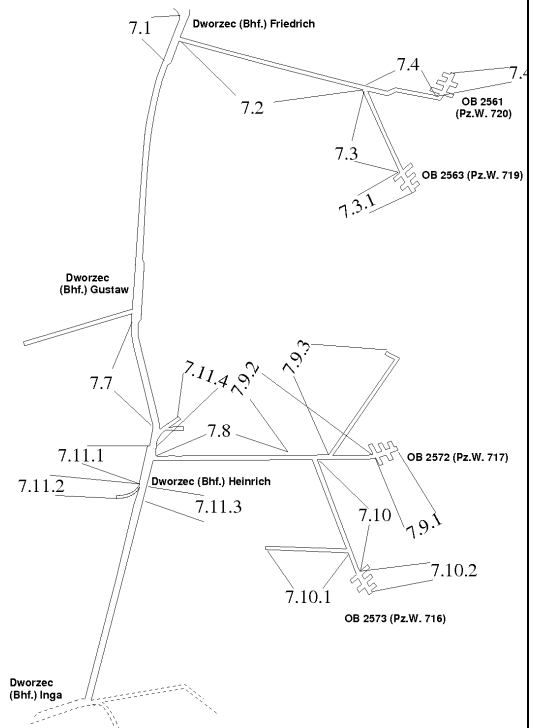 7.1
Dworzec (Bhf.) Friedrich
7.4
7.4
7.2
OB 2561
(Pz.W. 720)
7.3
OB 2563 (Pz.W. 719)
7.3.1
Dworzec
(Bhf.) Gustaw
7.9.3
7.11.4
7.9.2
7.7
7.8
7.11.1
OB 2572 (Pz.W. 717)
7.11.2
Dworzec (Bhf.) Heinrich
7.11.3
7.10
7.9.1
7.10.2
7.10.1
OB 2573 (Pz.W. 716)
Dworzec
(Bhf.) Inga